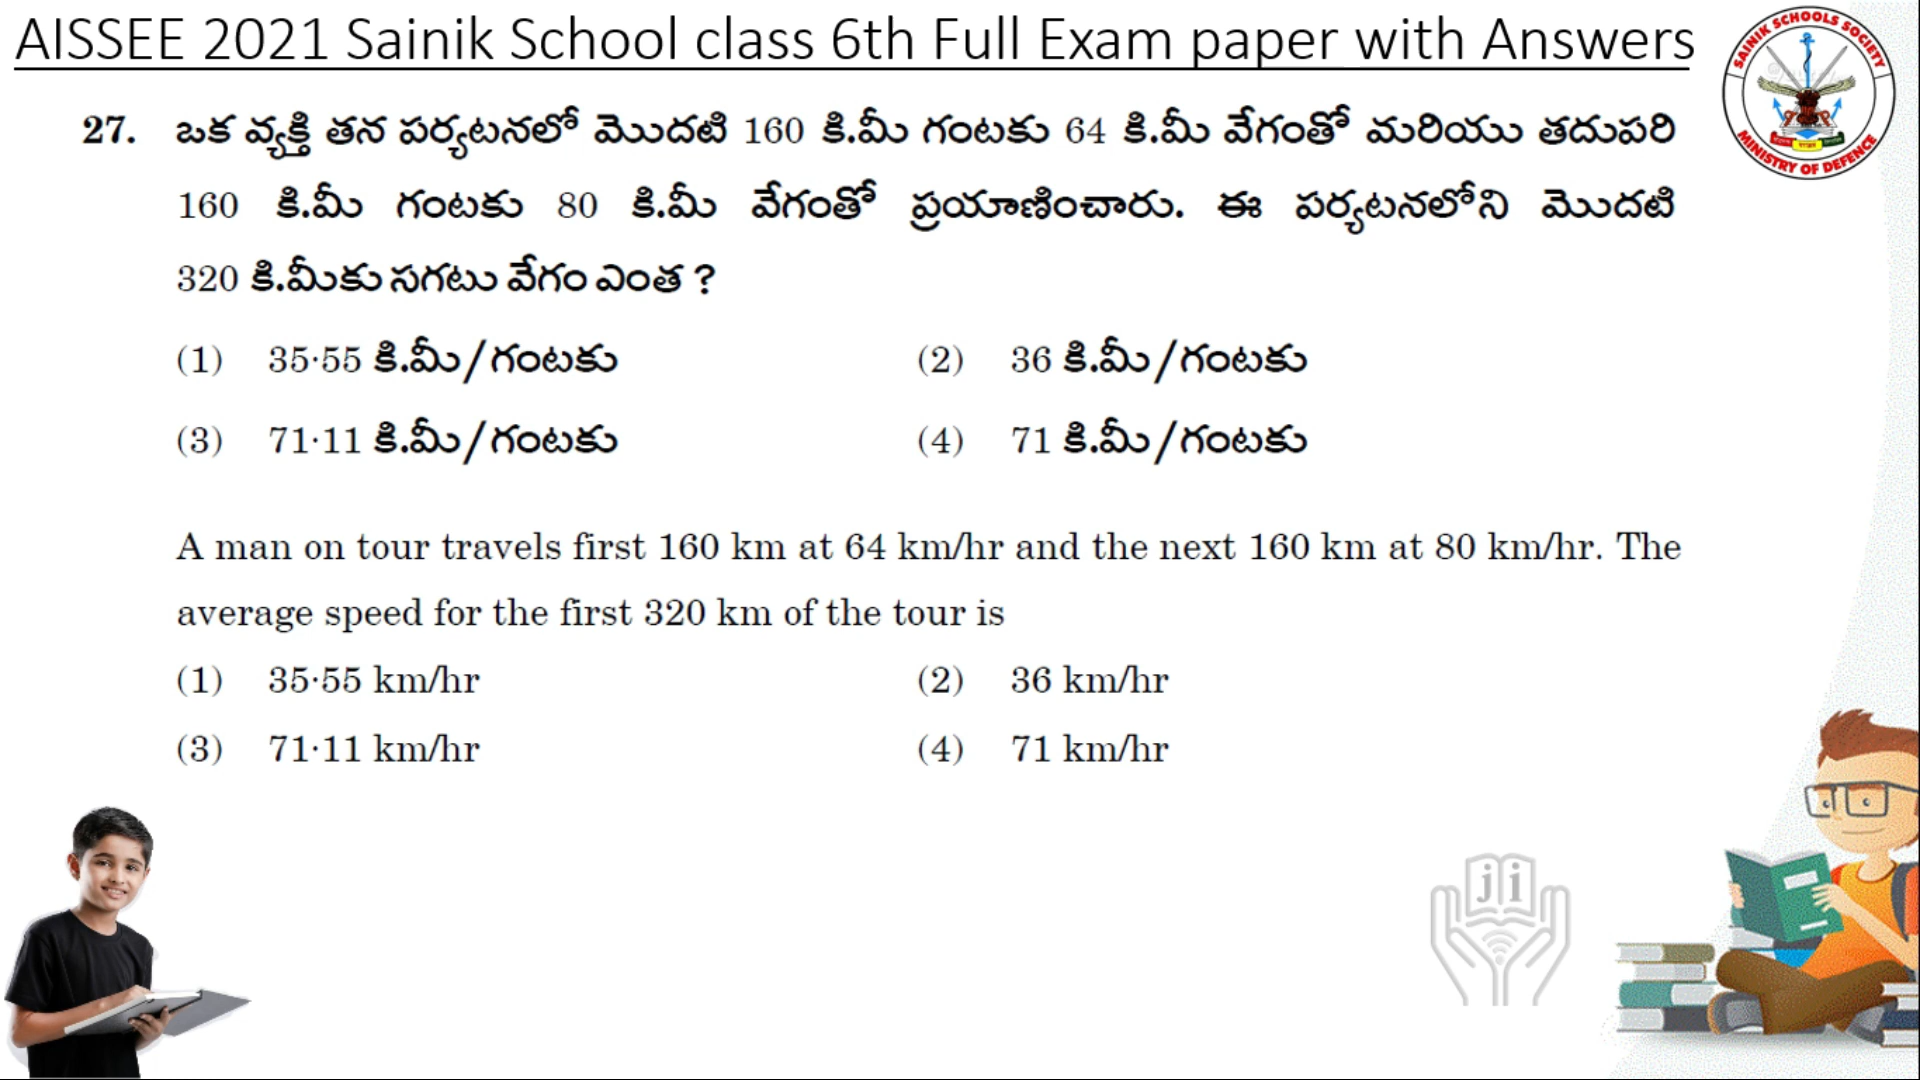 AISSEE 2021 Sainik School class 6th Full Exam paper with Answers
SAINIK SCHOOLS SOCIETY
MINISTRY OF DEFENCE
27. ఒక వ్యక్తి తన పర్యటనలో మొదటి 160 కి.మీ గంటకు 64 కి.మీ వేగంతో మరియు తదుపరి
160 కి.మీ గంటకు 80 కి.మీ వేగంతో ప్రయాణించారు. ఈ పర్యటనలోని మొదటి
320 కి.మీకు సగటు వేగం ఎంత ?
(1) 35·55 కి.మీ/గంటకు (2) 36 కి.మీ/గంటకు
(3) 71·11 కి.మీ/గంటకు (4) 71 కి.మీ/గంటకు
A man on tour travels first 160 km at 64 km/hr and the next 160 km at 80 km/hr. The
average speed for the first 320 km of the tour is
(1) 35·55 km/hr (2) 36 km/hr
(3) 71·11 km/hr (4) 71 km/hr
ji